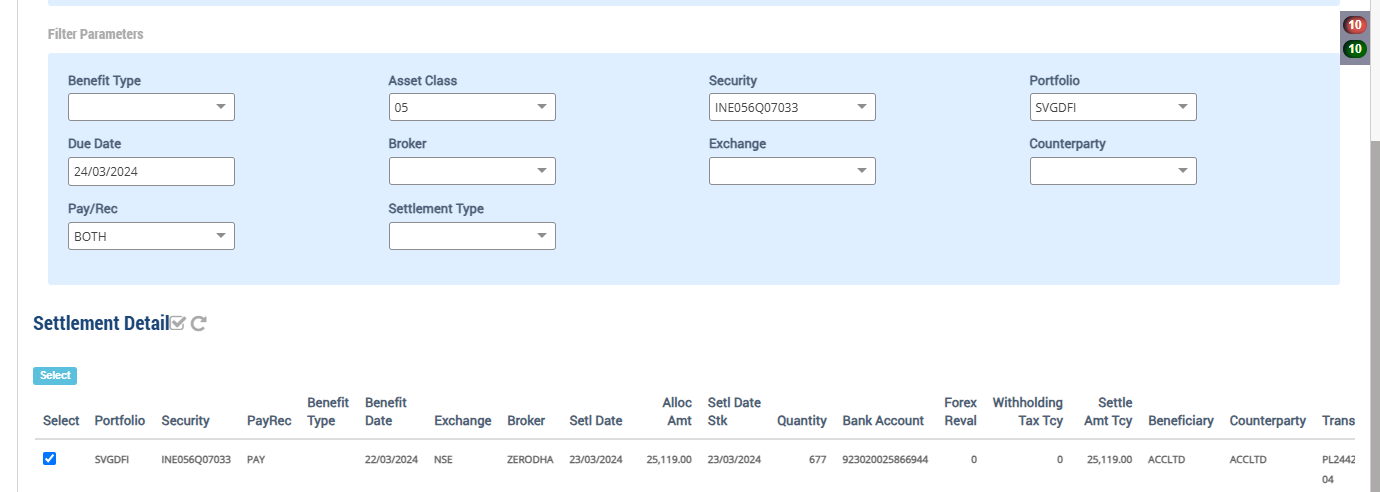 Filter Parameters
10
10
Benefit Type Asset Class Security Portfolio
05 INE056Q07033 SVGDFI
Due Date Broker Exchange Counterparty
24/03/2024
Pay/Rec Settlement Type
BOTH
Settlement Detail
Select
Select Portfolio Security PayRec Benefit Type Benefit Date Exchange Broker Setl Date Alloc Amt Setl Date Stk Quantity Bank Account Forex Reval Withholding Tax Tcy Settle Amt Tcy Beneficiary Counterparty Trans
SVGDFI INE056Q07033 PAY 22/03/2024 NSE ZERODHA 23/03/2024 25,119.00 23/03/2024 677 923020025866944 0 0 25,119.00 ACCLTD ACCLTD PL2442
04